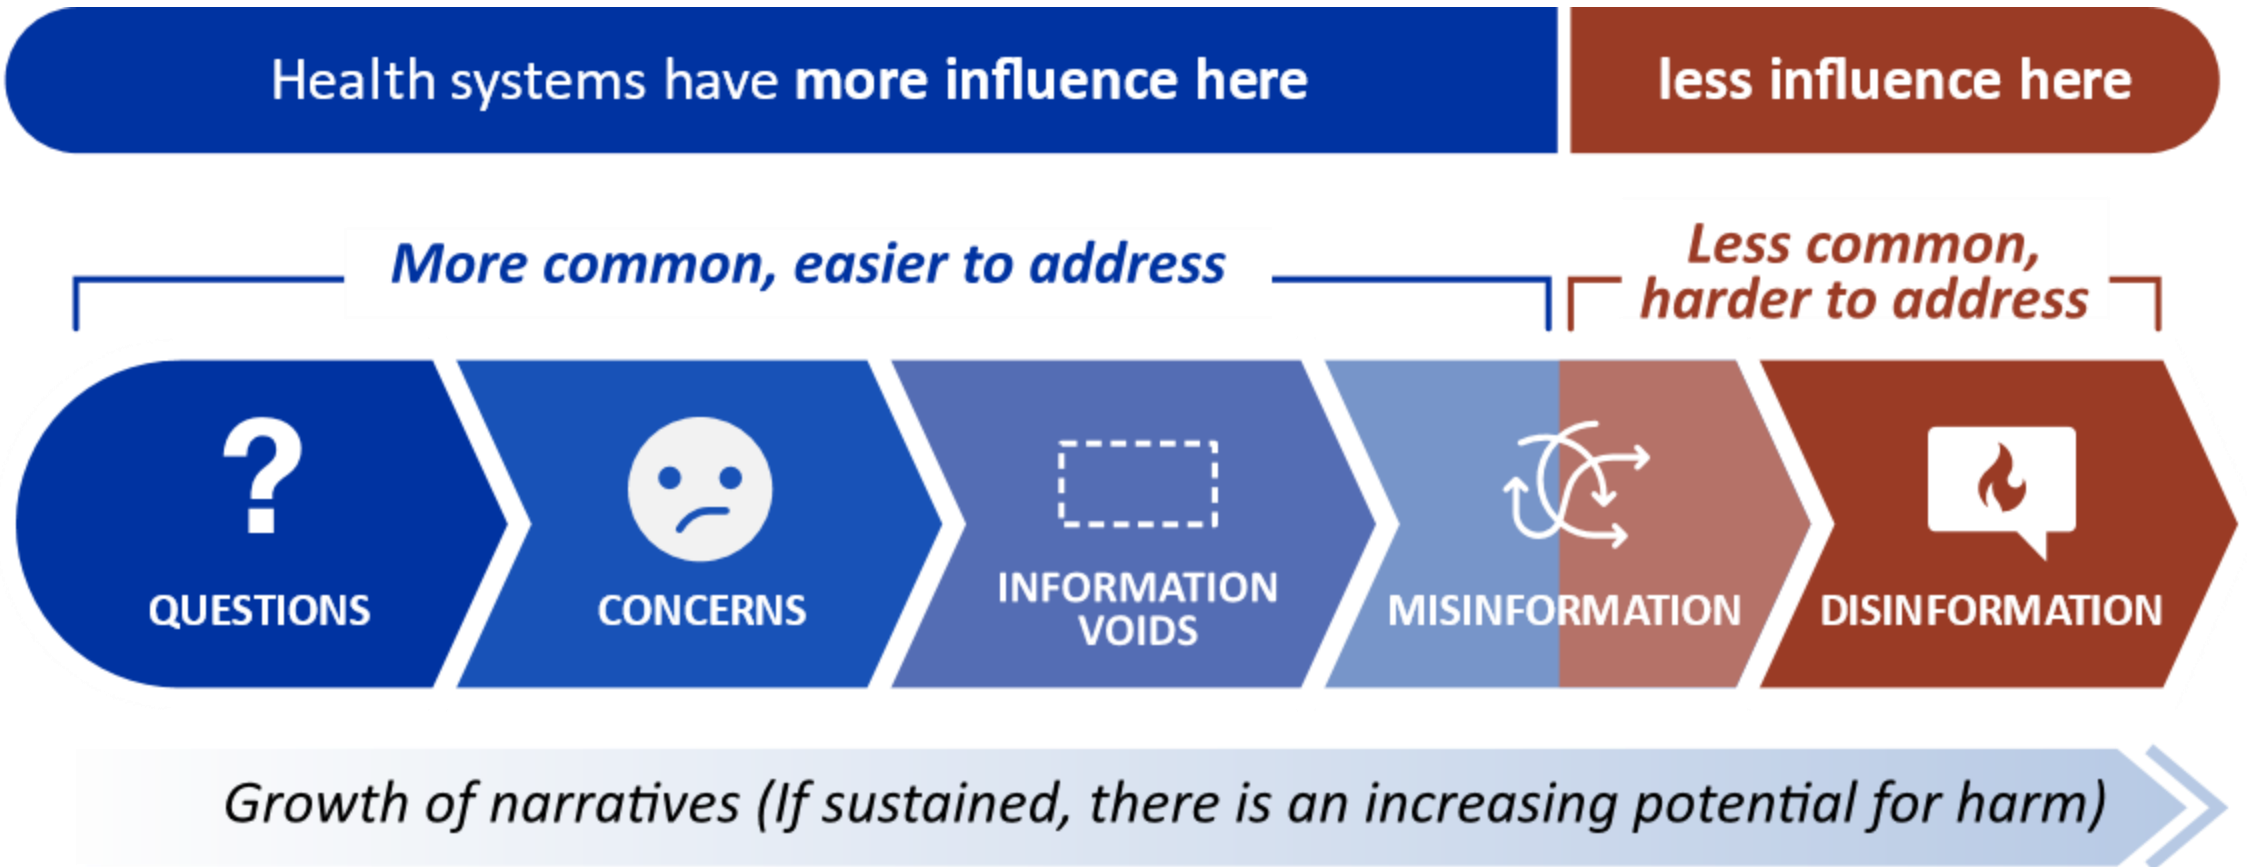 Health systems have more influence here
less influence here
More common, easier to address
Less common,
harder to address
?
QUESTIONS
CONCERNS
INFORMATION
VOIDS
MISINFORMATION
DISINFORMATION
Growth of narratives (If sustained, there is an increasing potential for harm)